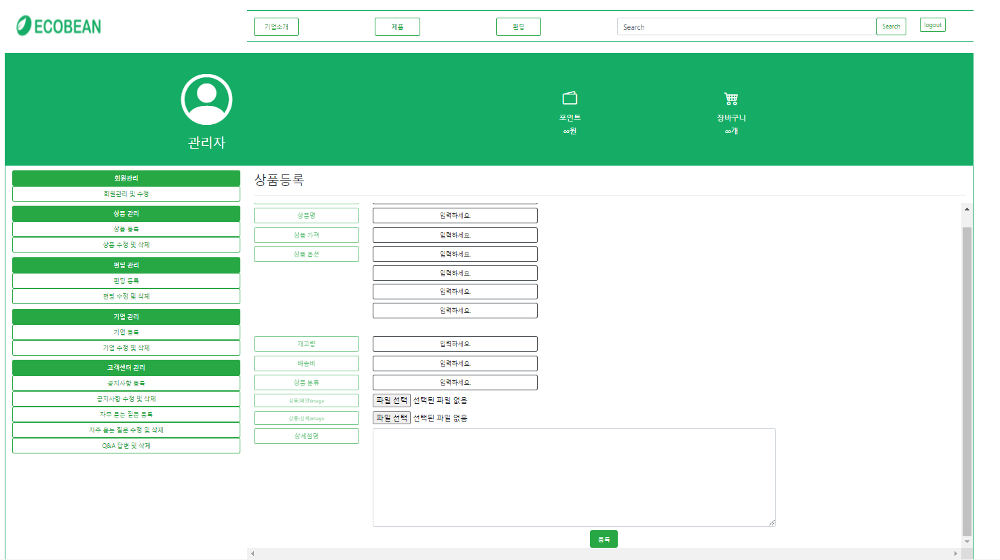 ECOBEAN
기업소개 제품 펀딩 Search Search logout
포인트 장바구니
∞원 ∞개
관리자
회원관리
회원관리 및 수정
상품 관리
상품 등록
상품 수정 및 삭제
펀딩 관리
펀딩 등록
펀딩 수정 및 삭제
기업 관리
기업 등록
기업 수정 및 삭제
고객센터 관리
공지사항 등록
공지사항 수정 및 삭제
자주 묻는 질문 등록
자주 묻는 질문 수정 및 삭제
Q&A 답변 및 삭제
상품등록
상품명 입력하세요.
상품 가격 입력하세요.
상품 옵션 입력하세요.
입력하세요.
입력하세요.
입력하세요.
재고량 입력하세요.
배송비 입력하세요.
상품 분류 입력하세요.
상품(메인)image 파일 선택 선택된 파일 없음
상품(상세)image 파일 선택 선택된 파일 없음
상세설명
등록